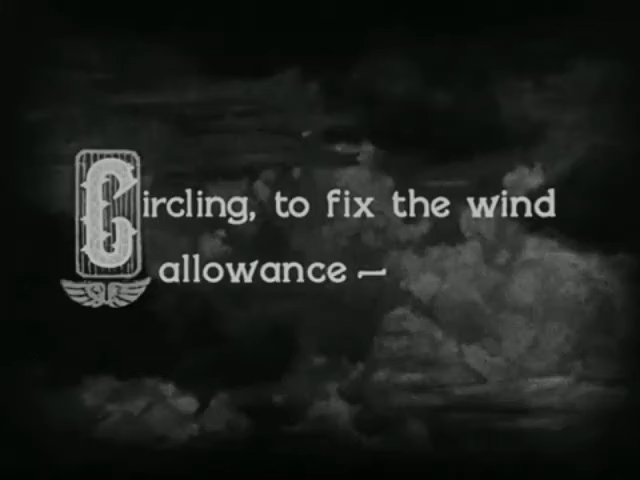 Circling, to fix the wind
allowance —